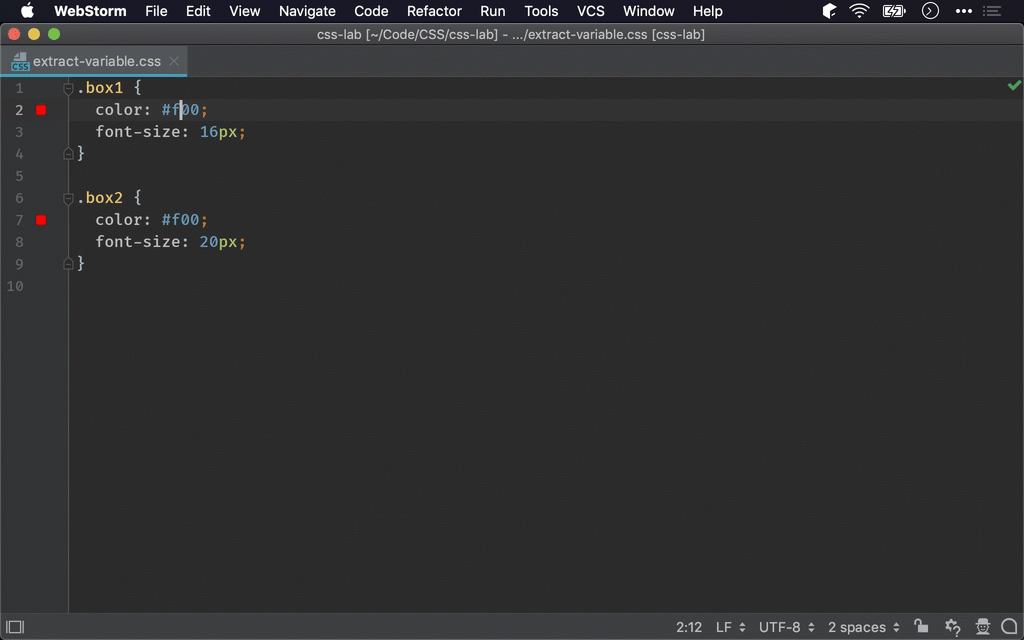 WebStorm File Edit View Navigate Code Refactor Run Tools VCS Window Help
css-lab [~/Code/CSS/css-lab] - .../extract-variable.css [css-lab]
CSS extract-variable.css
1 .box1 {
2 color: #f00;
3 font-size: 16px;
4 }
5
6 .box2 {
7 color: #f00;
8 font-size: 20px;
9 }
10
2:12 LF UTF-8 2 spaces